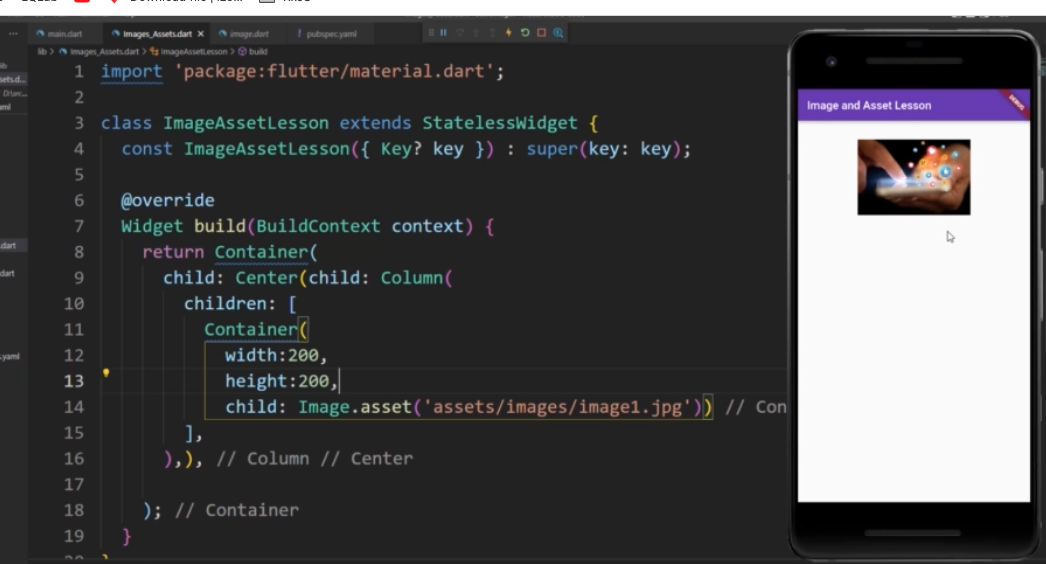 main.dart Images_Assets.dart X image.dart ! pubspec.yaml
lib > Images_Assets.dart > ImageAssetLesson > build
1 import 'package:flutter/material.dart';
2
3 class ImageAssetLesson extends StatelessWidget {
4 const ImageAssetLesson({ Key? key }) : super(key: key);
5
6 @override
7 Widget build(BuildContext context) {
8 return Container(
9 child: Center(child: Column(
10 children: [
11 Container(
12 width:200,
13 height:200,
14 child: Image.asset('assets/images/image1.jpg')) // Con
15 ],
16 ),), // Column // Center
17
18 ); // Container
19 }
20 }
Image and Asset Lesson
DEBUG